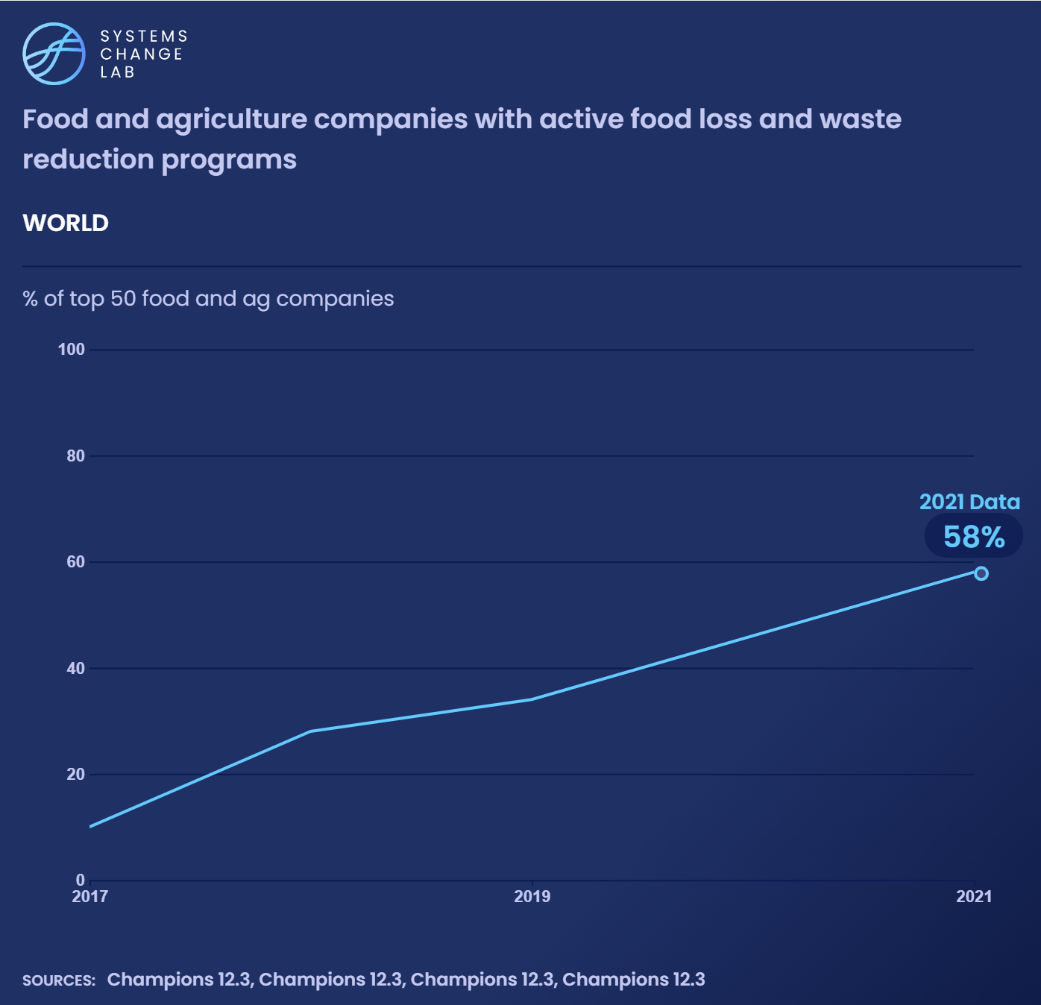 SYSTEMS
CHANGE
LAB
Food and agriculture companies with active food loss and waste
reduction programs
WORLD
% of top 50 food and ag companies
100
80
2021 Data
58%
60
40
20
0
2017
2019
2021
SOURCES: Champions 12.3, Champions 12.3, Champions 12.3, Champions 12.3